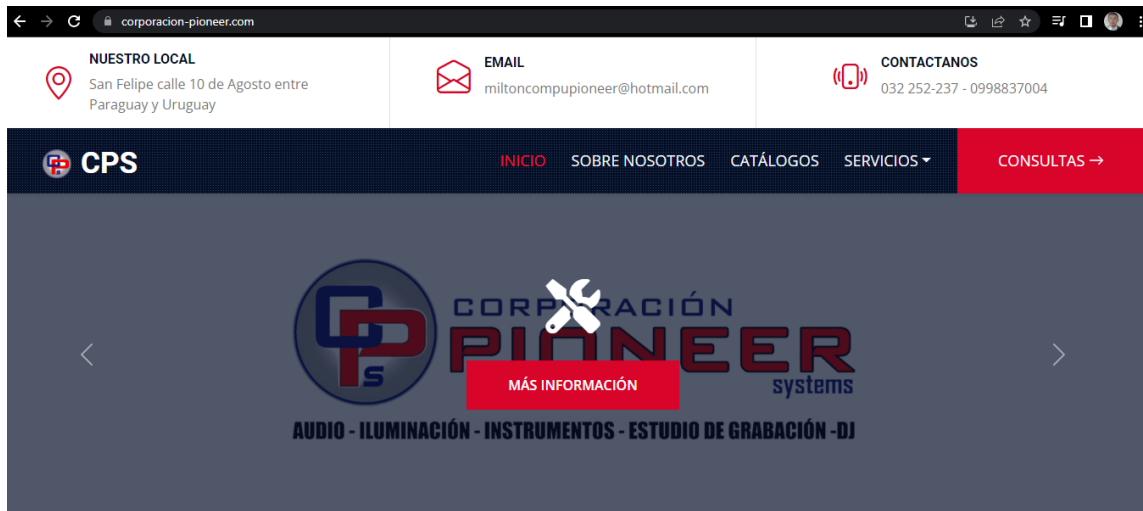 corporacion-pioneer.com
NUESTRO LOCAL
San Felipe calle 10 de Agosto entre
Paraguay y Uruguay
EMAIL
miltoncompupioneer@hotmail.com
CONTACTANOS
032 252-237 - 0998837004
CPS
INICIO SOBRE NOSOTROS CATÁLOGOS SERVICIOS CONSULTAS →
CPs
CORPORACIÓN
PIONEER
MÁS INFORMACIÓN
systems
AUDIO - ILUMINACIÓN - INSTRUMENTOS - ESTUDIO DE GRABACIÓN -DJ